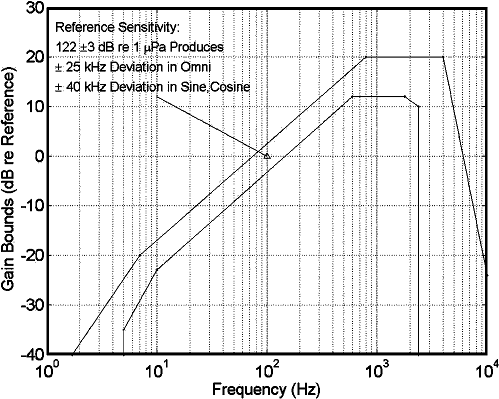 Reference Sensitivity:
122 ±3 dB re 1 µPa Produces
± 25 kHz Deviation in Omni
± 40 kHz Deviation in Sine,Cosine
Gain Bounds (dB re Reference)
30
20
10
0
-10
-20
-30
-40
10^0
10^1
10^2
10^3
10^4
Frequency (Hz)